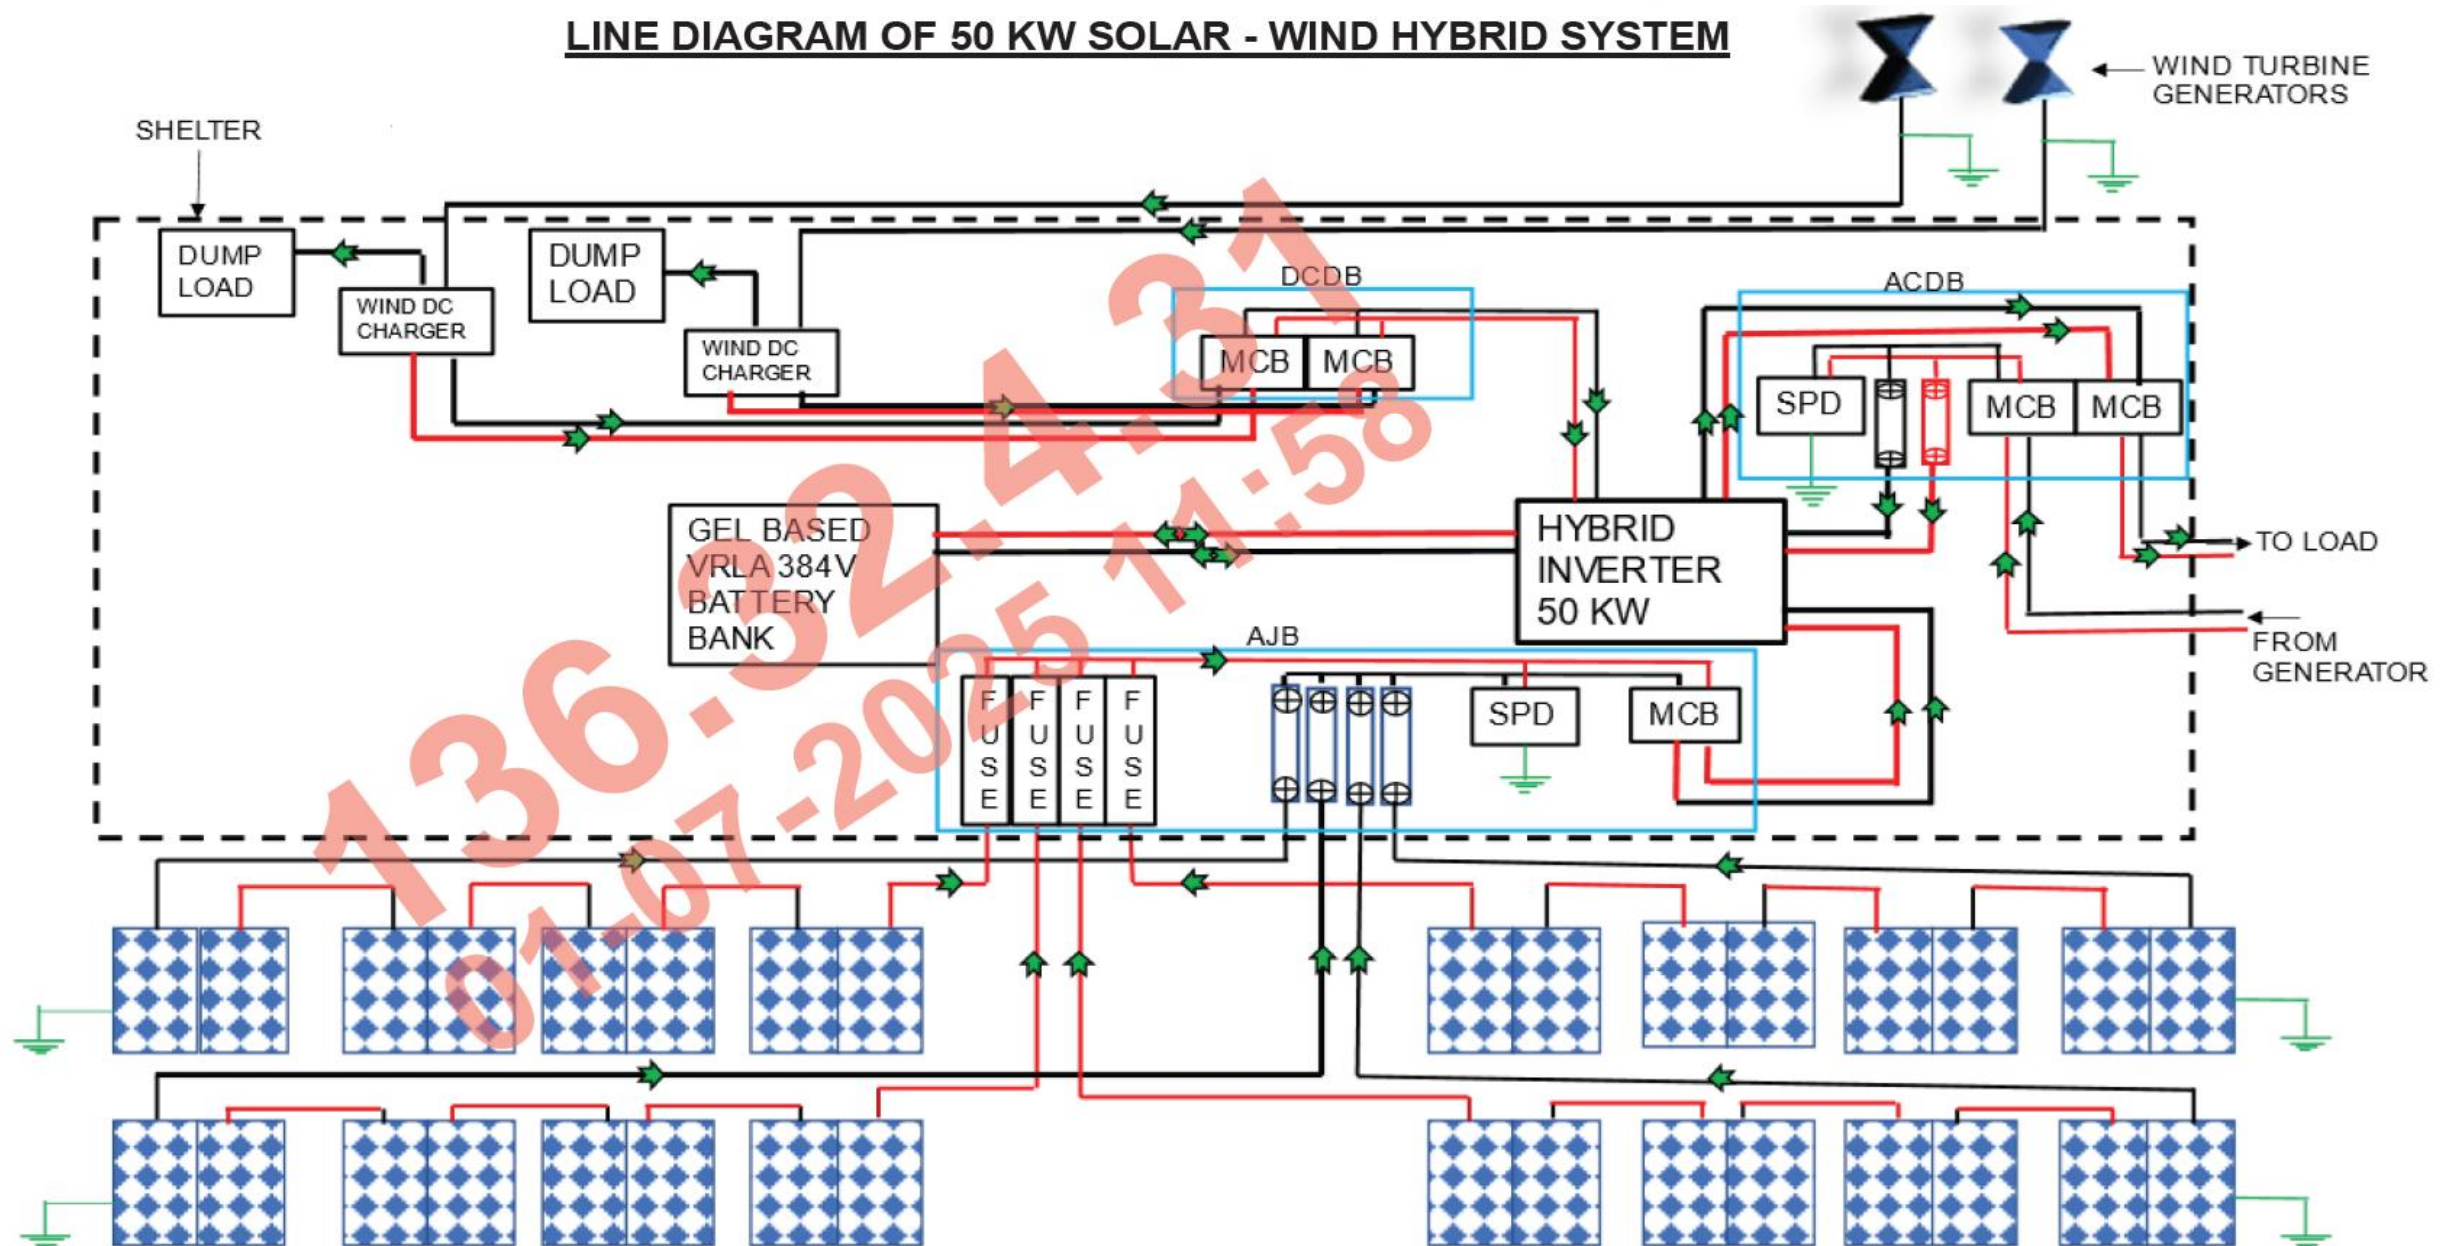 LINE DIAGRAM OF 50 KW SOLAR - WIND HYBRID SYSTEM
WIND TURBINE
GENERATORS
SHELTER
DUMP
LOAD
WIND DC
CHARGER
DUMP
LOAD
WIND DC
CHARGER
DCDB
MCB
MCB
ACDB
SPD
MCB
MCB
GEL BASED
VRLA 384V
BATTERY
BANK
HYBRID
INVERTER
50 KW
TO LOAD
FROM
GENERATOR
AJB
FUSE
FUSE
FUSE
FUSE
SPD
MCB
136.32.4.31
01-07-2025 11:58